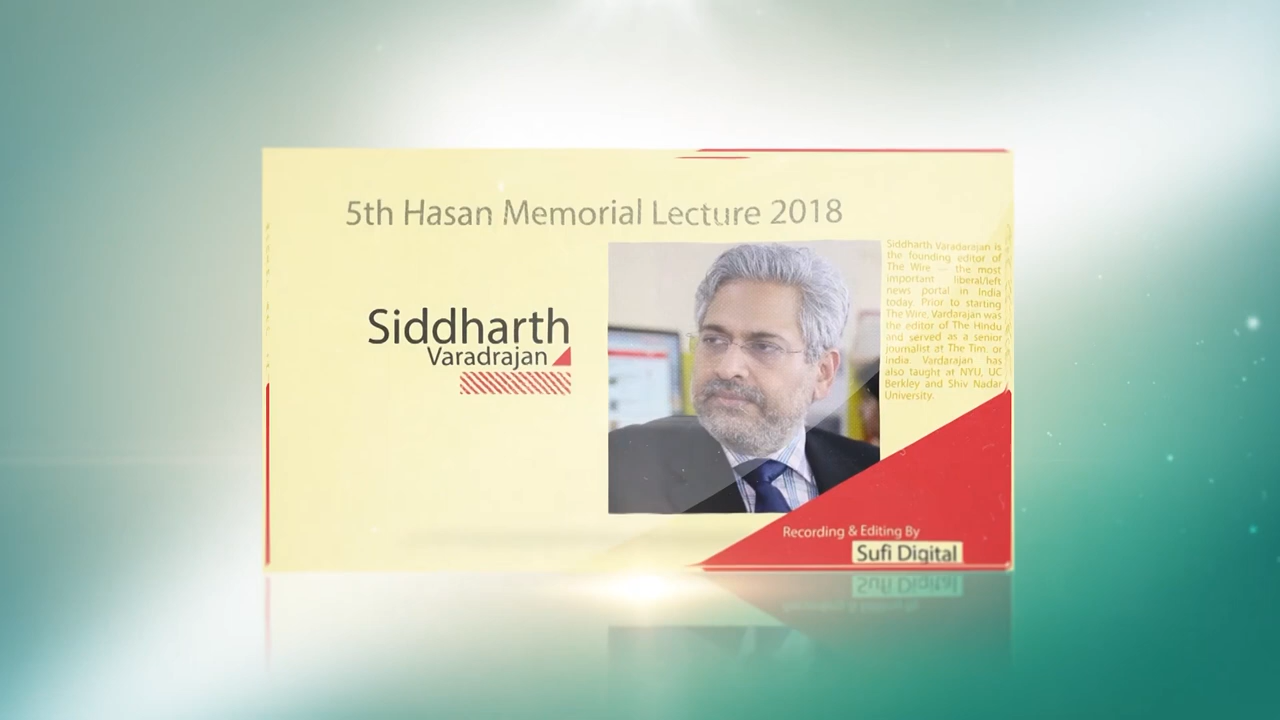 5th Hasan Memorial Lecture 2018
Siddharth
Varadrajan
Siddharth Varadarajan is
the founding editor of
The Wire — the most
important liberal/left
news portal in India
today. Prior to starting
The Wire, Vardarajan was
the editor of The Hindu
and served as a senior
journalist at The Tim. or
india. Vardarajan has
also taught at NYU, UC
Berkley and Shiv Nadar
University.
Recording & Editing By
Sufi Digital